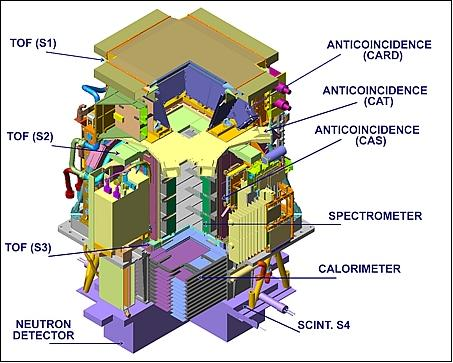 TOF (S1)
ANTICOINCIDENCE
(CARD)
ANTICOINCIDENCE
(CAT)
TOF (S2)
ANTICOINCIDENCE
(CAS)
SPECTROMETER
TOF (S3)
CALORIMETER
NEUTRON
DETECTOR
SCINT. S4